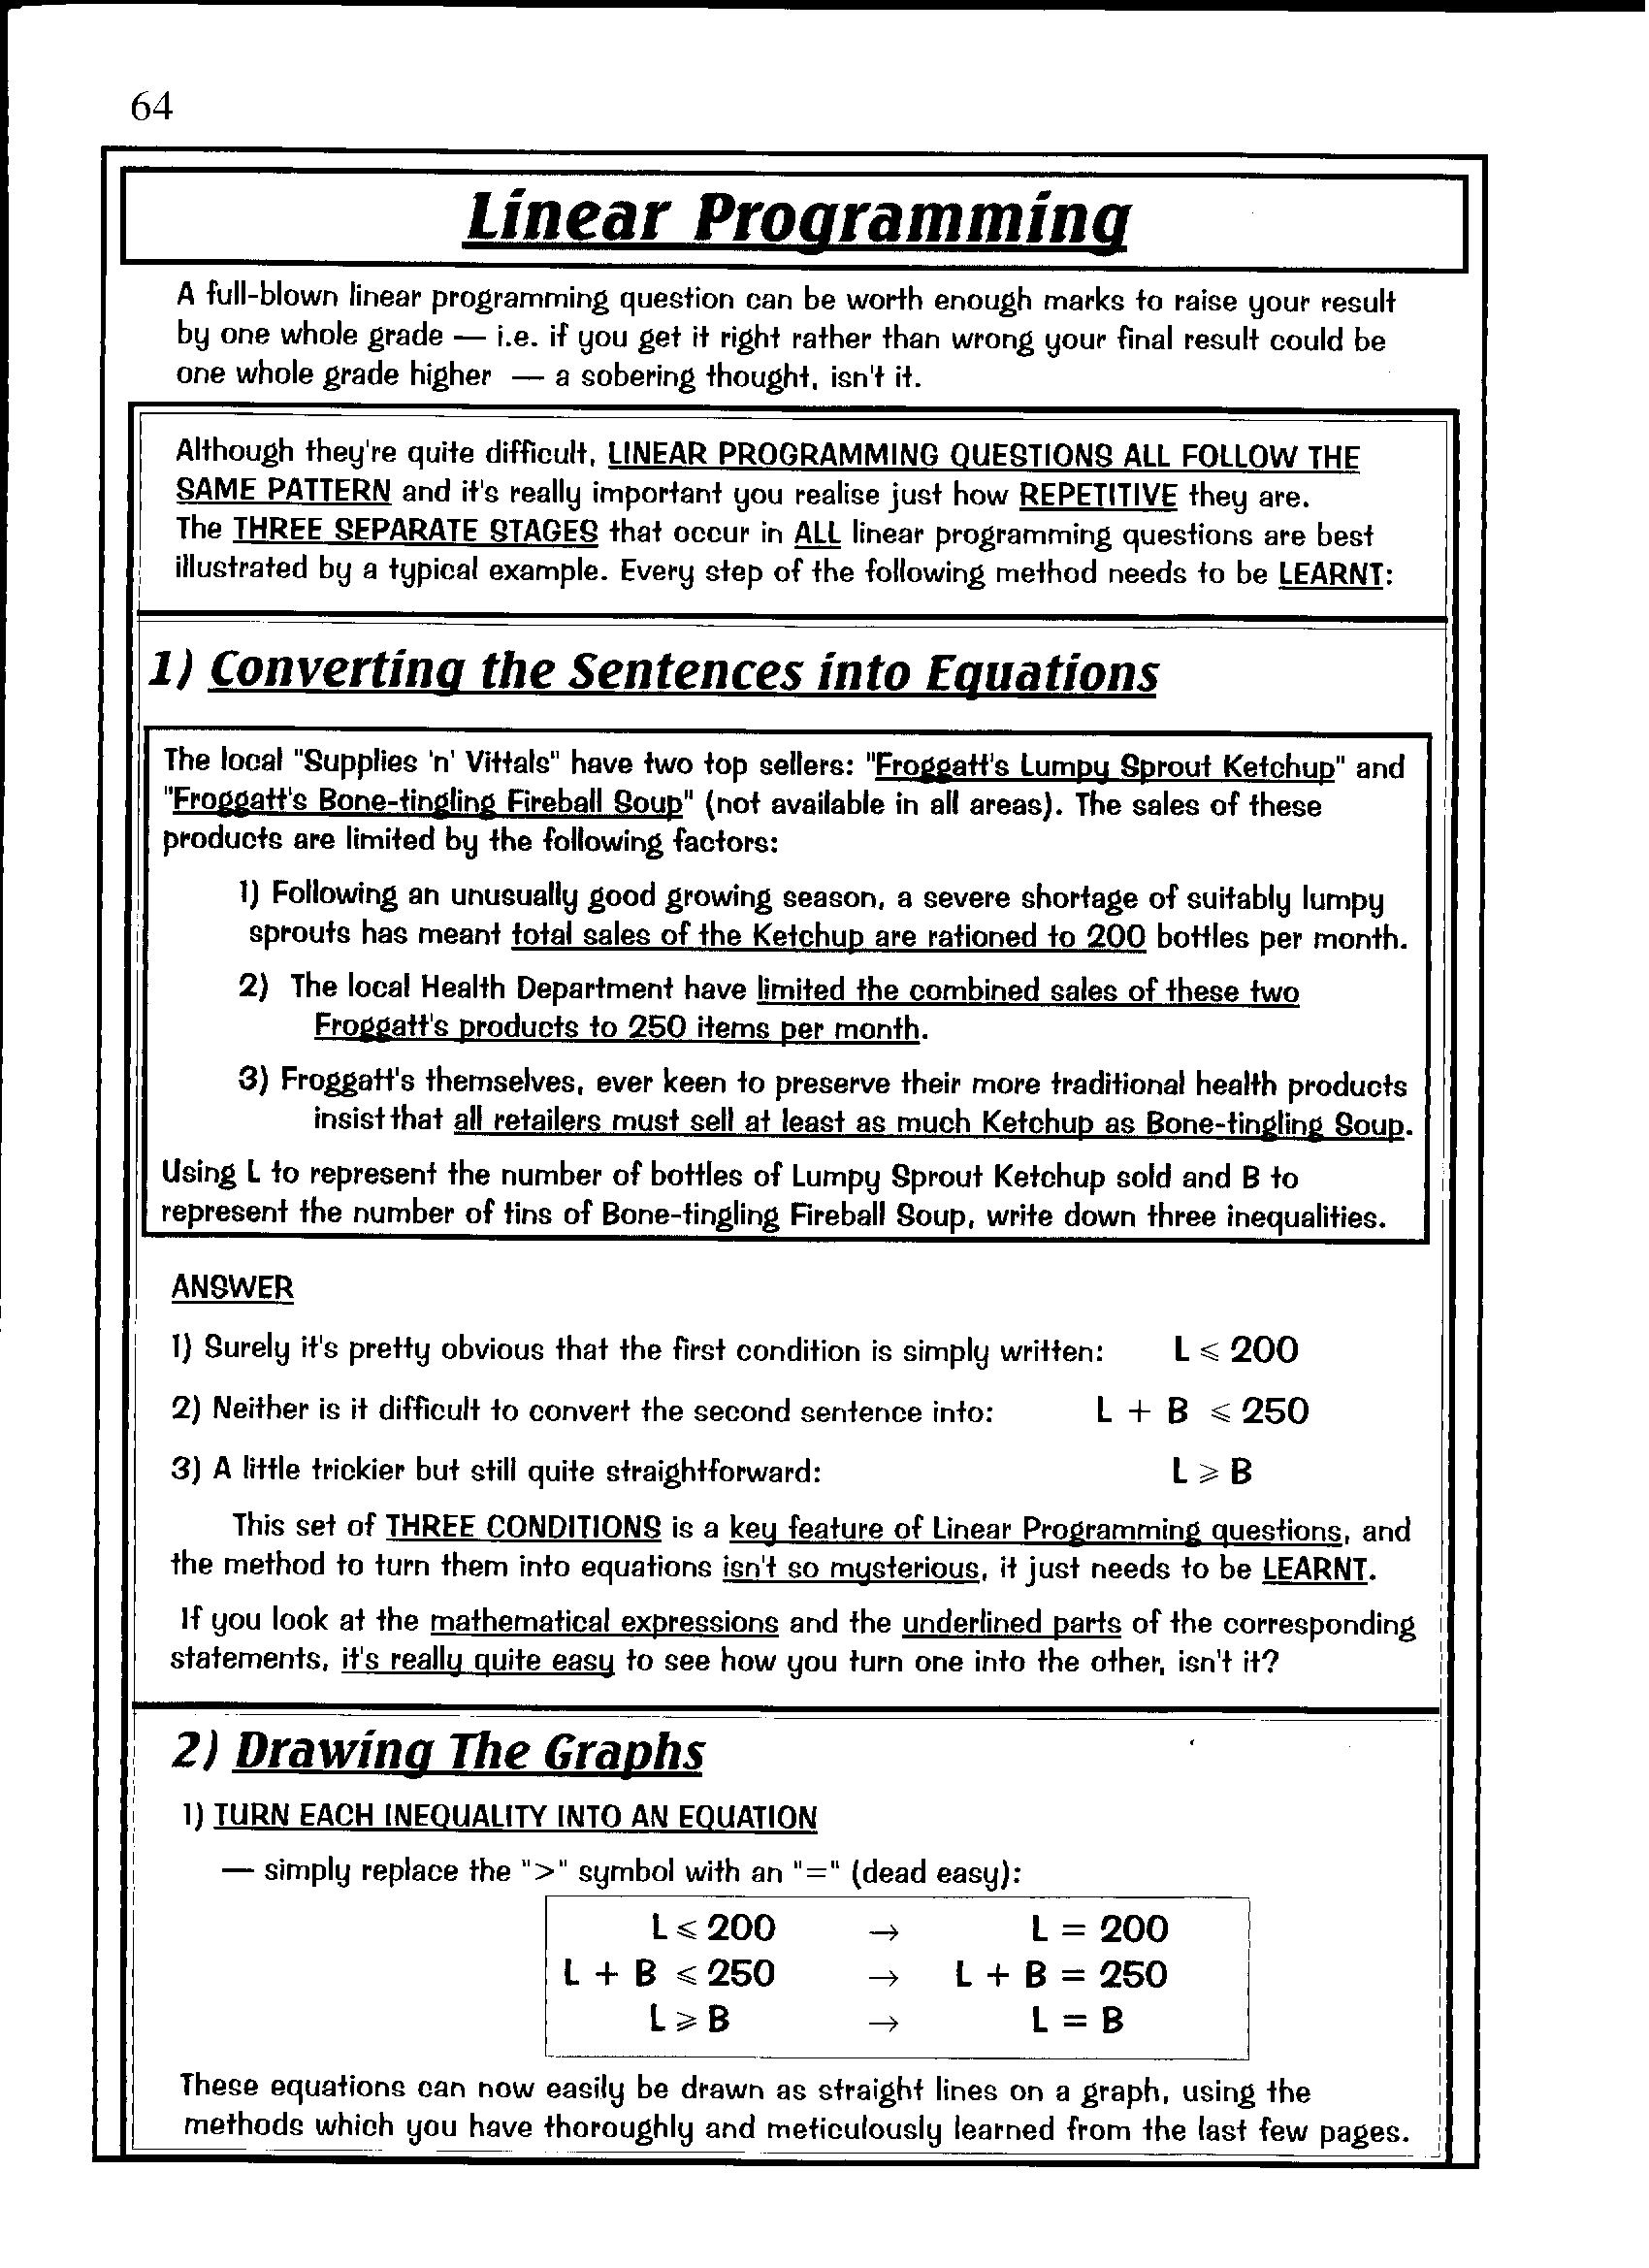 64
Linear Programming
A full-blown linear programming question can be worth enough marks to raise your result
by one whole grade — i.e. if you get it right rather than wrong your final result could be
one whole grade higher — a sobering thought, isn't it.
Although they're quite difficult, LINEAR PROGRAMMING QUESTIONS ALL FOLLOW THE
SAME PATTERN and it's really important you realise just how REPETITIVE they are.
The THREE SEPARATE STAGES that occur in ALL linear programming questions are best
illustrated by a typical example. Every step of the following method needs to be LEARNT:
1) Converting the Sentences into Equations
The local "Supplies 'n' Vittals" have two top sellers: "Froggatt's Lumpy Sprout Ketchup" and
"Froggatt's Bone-tingling Fireball Soup" (not available in all areas). The sales of these
products are limited by the following factors:
1) Following an unusually good growing season, a severe shortage of suitably lumpy
sprouts has meant total sales of the Ketchup are rationed to 200 bottles per month.
2) The local Health Department have limited the combined sales of these two
Froggatt's products to 250 items per month.
3) Froggatt's themselves, ever keen to preserve their more traditional health products
insist that all retailers must sell at least as much Ketchup as Bone-tingling Soup.
Using L to represent the number of bottles of Lumpy Sprout Ketchup sold and B to
represent the number of tins of Bone-tingling Fireball Soup, write down three inequalities.
ANSWER
1) Surely it's pretty obvious that the first condition is simply written: L ⩽ 200
2) Neither is it difficult to convert the second sentence into: L + B ⩽ 250
3) A little trickier but still quite straightforward: L ⩾ B
This set of THREE CONDITIONS is a key feature of Linear Programming questions, and
the method to turn them into equations isn't so mysterious, it just needs to be LEARNT.
If you look at the mathematical expressions and the underlined parts of the corresponding
statements, it's really quite easy to see how you turn one into the other, isn't it?
2) Drawing The Graphs
1) TURN EACH INEQUALITY INTO AN EQUATION
— simply replace the ">" symbol with an "=" (dead easy):
L ⩽ 200 → L = 200
L + B ⩽ 250 → L + B = 250
L ⩾ B → L = B
These equations can now easily be drawn as straight lines on a graph, using the
methods which you have thoroughly and meticulously learned from the last few pages.